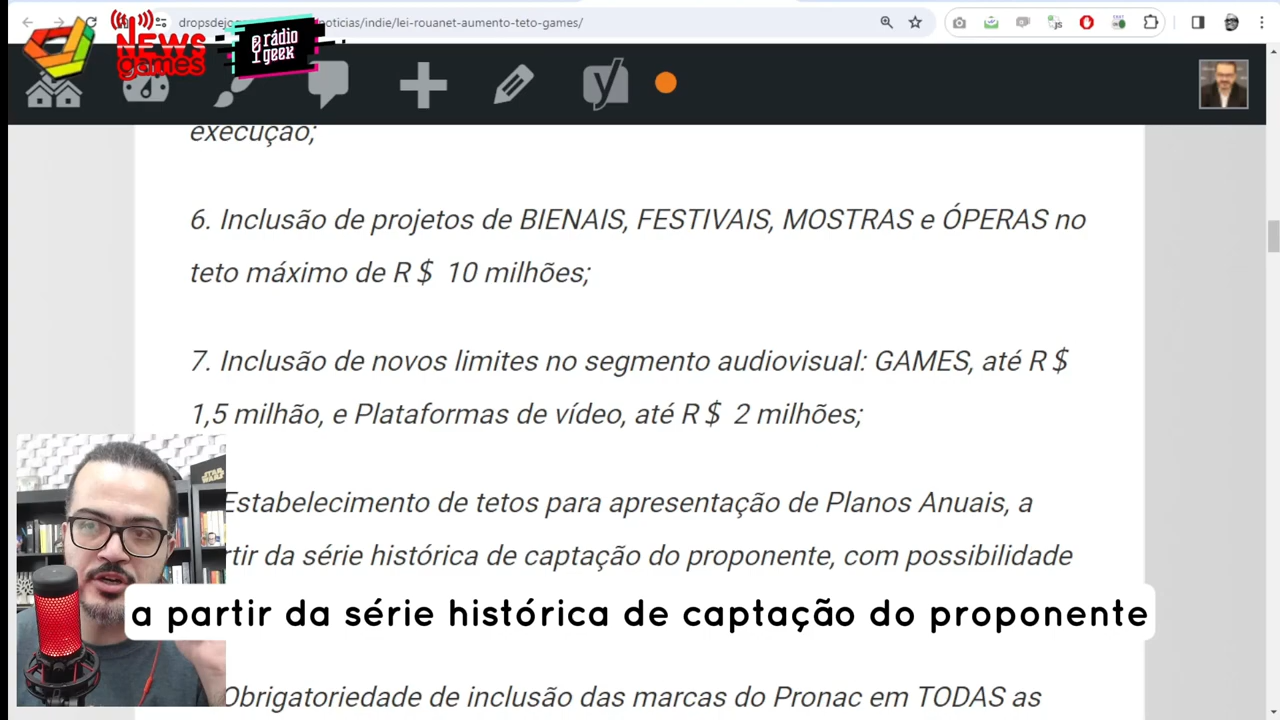 dropsdejo
noticias/indie/lei-rouanet-aumento-teto-games/
NEWS
games
rádio
geek
execução;
6. Inclusão de projetos de BIENAIS, FESTIVAIS, MOSTRAS e ÓPERAS no
teto máximo de R$ 10 milhões;
7. Inclusão de novos limites no segmento audiovisual: GAMES, até R$
1,5 milhão, e Plataformas de vídeo, até R$ 2 milhões;
Estabelecimento de tetos para apresentação de Planos Anuais, a
rtir da série histórica de captação do proponente, com possibilidade
a partir da série histórica de captação do proponente
Obrigatoriedade de inclusão das marcas do Pronac em TODAS as
STAR
WARS